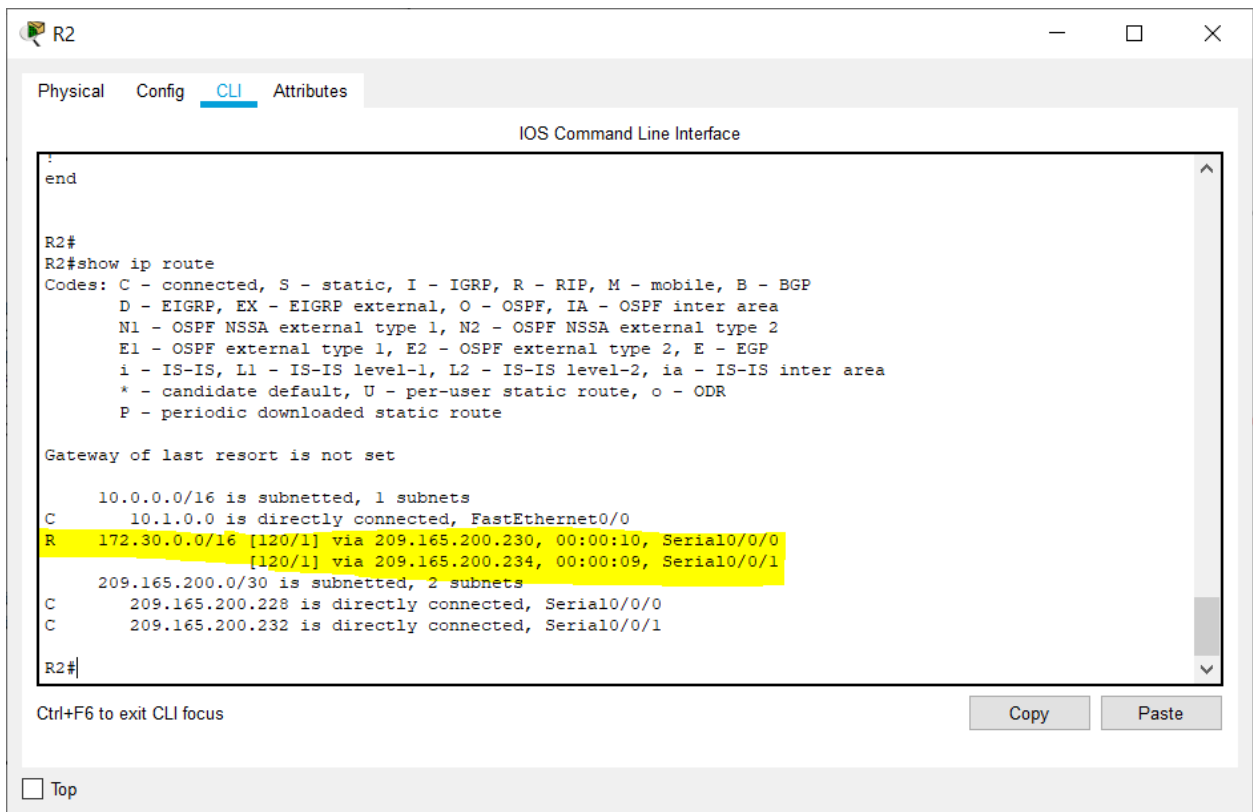 R2
Physical Config CLI Attributes
IOS Command Line Interface
!
end
R2#
R2#show ip route
Codes: C - connected, S - static, I - IGRP, R - RIP, M - mobile, B - BGP
       D - EIGRP, EX - EIGRP external, O - OSPF, IA - OSPF inter area
       N1 - OSPF NSSA external type 1, N2 - OSPF NSSA external type 2
       E1 - OSPF external type 1, E2 - OSPF external type 2, E - EGP
       i - IS-IS, L1 - IS-IS level-1, L2 - IS-IS level-2, ia - IS-IS inter area
       * - candidate default, U - per-user static route, o - ODR
       P - periodic downloaded static route
Gateway of last resort is not set
     10.0.0.0/16 is subnetted, 1 subnets
C       10.1.0.0 is directly connected, FastEthernet0/0
R    172.30.0.0/16 [120/1] via 209.165.200.230, 00:00:10, Serial0/0/0
                   [120/1] via 209.165.200.234, 00:00:09, Serial0/0/1
     209.165.200.0/30 is subnetted, 2 subnets
C       209.165.200.228 is directly connected, Serial0/0/0
C       209.165.200.232 is directly connected, Serial0/0/1
R2#
Ctrl+F6 to exit CLI focus
Copy Paste
Top